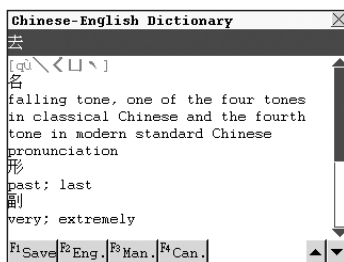 Chinese-English Dictionary
去
[qù╲ㄑㄩˋ]
名
falling tone, one of the four tones
in classical Chinese and the fourth
tone in modern standard Chinese
pronunciation
形
past; last
副
very; extremely
F1Save F2Eng. F3Man. F4Can.